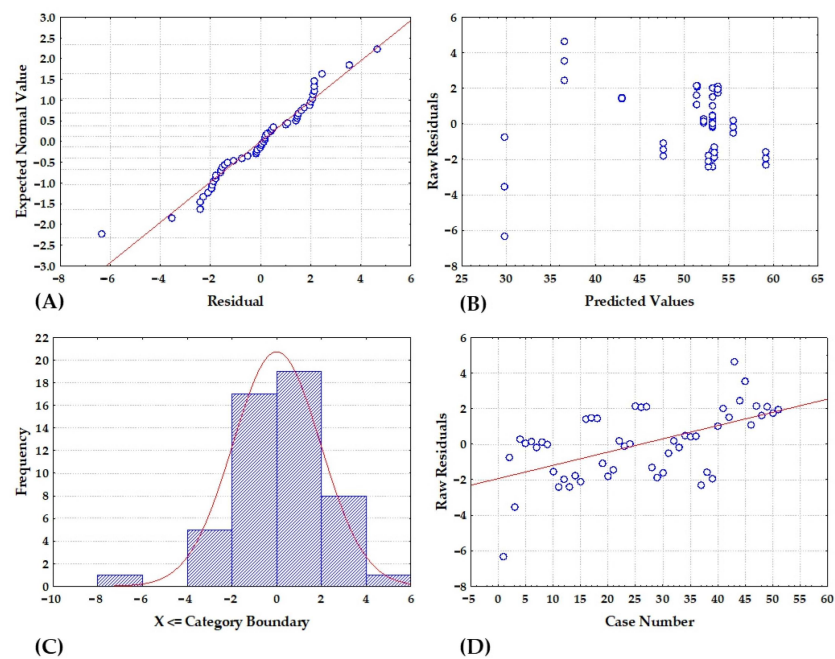 3.0
2.5
2.0
1.5
1.0
0.5
0.0
−0.5
−1.0
−1.5
−2.0
−2.5
−3.0
Expected Normal Value
−8 −6 −4 −2 0 2 4 6
Residual
(A)
6
4
2
0
−2
−4
−6
−8
Raw Residuals
25 30 35 40 45 50 55 60 65
Predicted Values
(B)
22
20
18
16
14
12
10
8
6
4
2
0
Frequency
−10 −8 −6 −4 −2 0 2 4 6
X <= Category Boundary
(C)
6
4
2
0
−2
−4
−6
−8
Raw Residuals
−5 0 5 10 15 20 25 30 35 40 45 50 55 60
Case Number
(D)